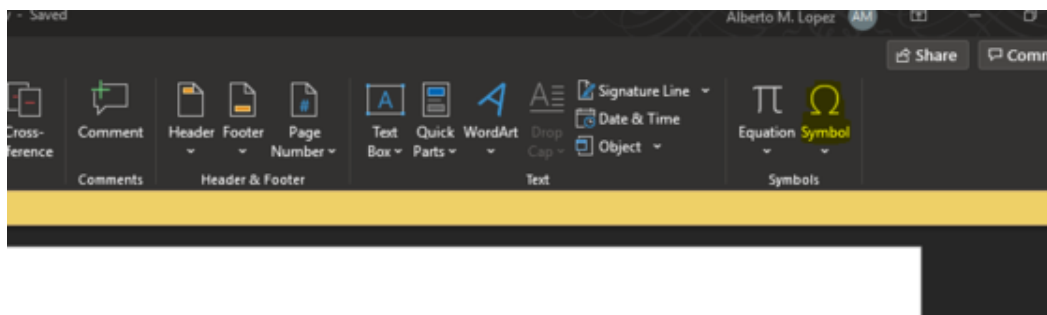 - Saved
Alberto M. Lopez AM
Share
Comm
Cross-
ference
Comment
Header
Footer
Page
Number
Text
Box
Quick
Parts
WordArt
Drop
Cap
Signature Line
Date & Time
Object
Equation
Symbol
Comments
Header & Footer
Text
Symbols